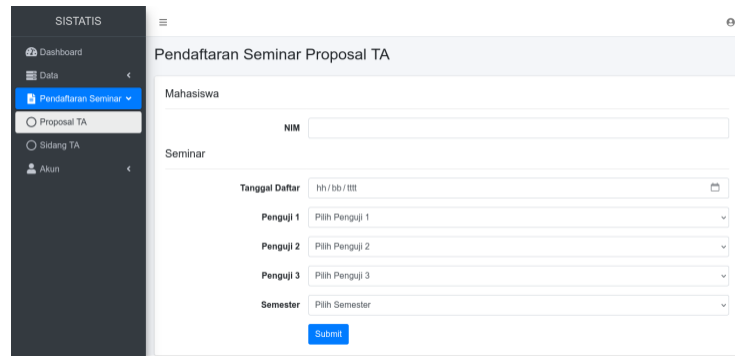 SISTATIS
Dashboard
Data
Pendaftaran Seminar
Proposal TA
Sidang TA
Akun
Pendaftaran Seminar Proposal TA
Mahasiswa
NIM
Seminar
Tanggal Daftar hh/bb/tttt
Penguji 1 Pilih Penguji 1
Penguji 2 Pilih Penguji 2
Penguji 3 Pilih Penguji 3
Semester Pilih Semester
Submit